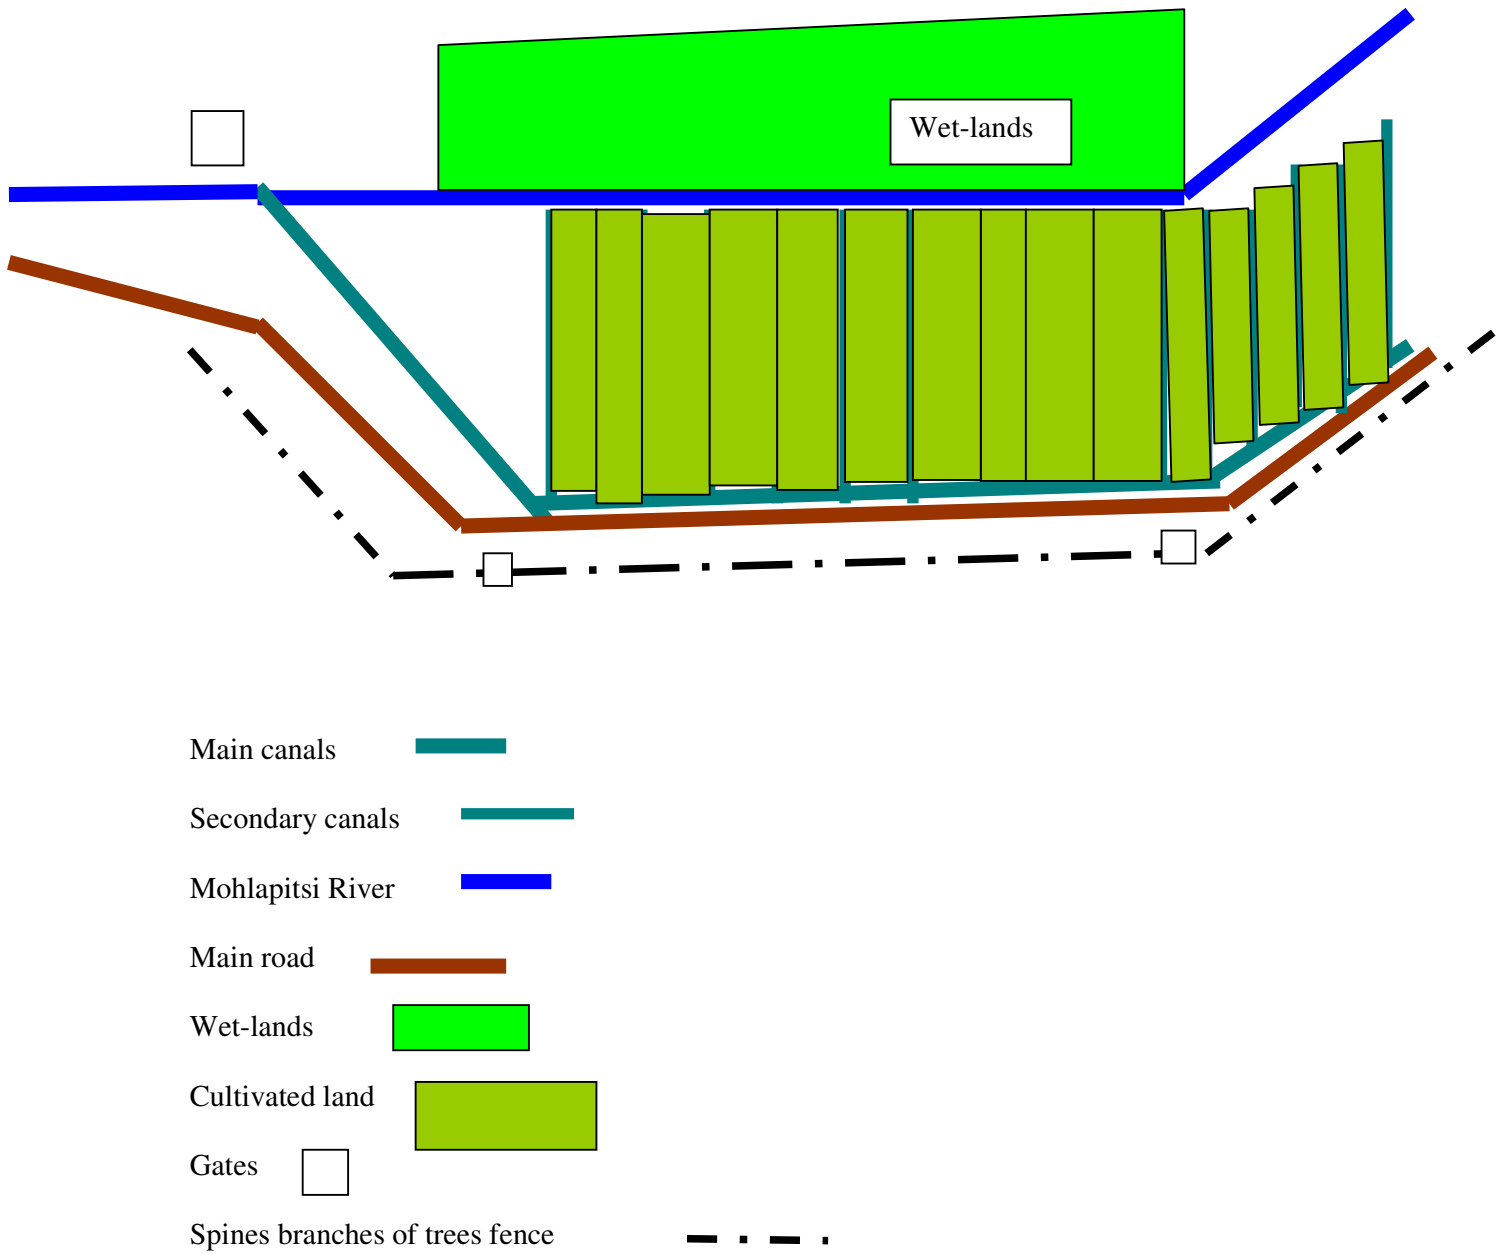 Wet-lands
Main canals
Secondary canals
Mohlapitsi River
Main road
Wet-lands
Cultivated land
Gates
Spines branches of trees fence